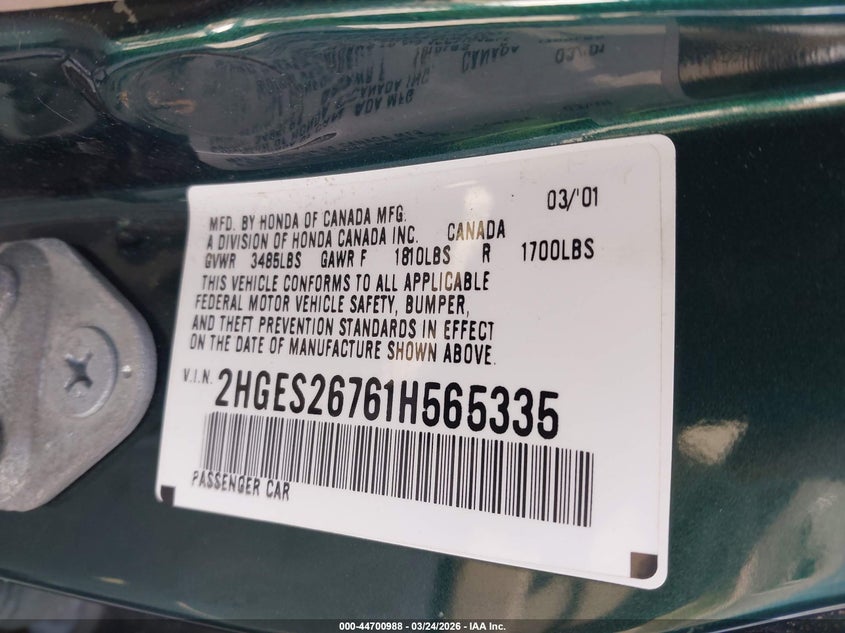 03/'01
MFD. BY HONDA OF CANADA MFG.
A DIVISION OF HONDA CANADA INC. CANADA
GVWR 3485LBS GAWR F 1810LBS R 1700LBS
THIS VEHICLE CONFORMS TO ALL APPLICABLE
FEDERAL MOTOR VEHICLE SAFETY, BUMPER,
AND THEFT PREVENTION STANDARDS IN EFFECT
ON THE DATE OF MANUFACTURE SHOWN ABOVE.
V.I.N. 2HGES26761H565335
PASSENGER CAR
000-44700988 - 03/24/2026 - IAA Inc.